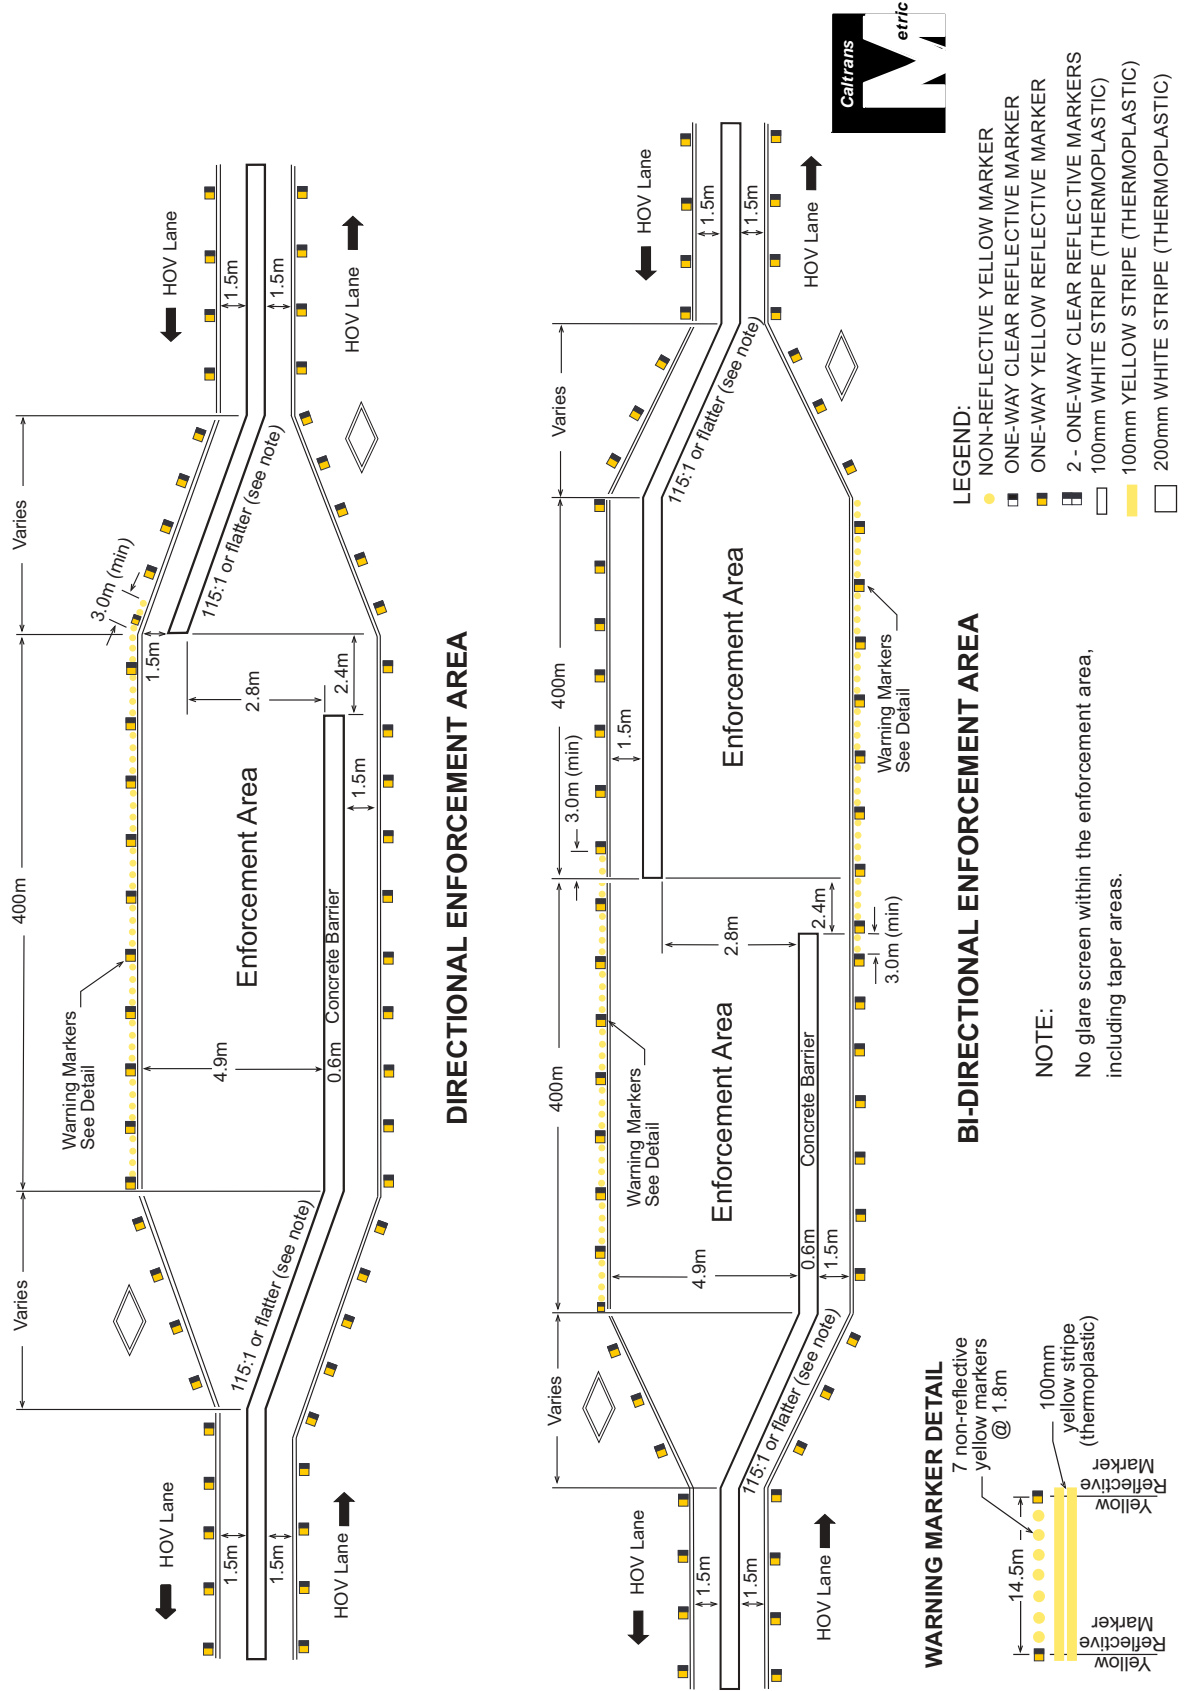 Caltrans
Metric
Varies
400m
Varies
HOV Lane
1.5m
1.5m
HOV Lane
115:1 or flatter (see note)
Warning Markers
See Detail
4.9m
Enforcement Area
0.6m
Concrete Barrier
1.5m
2.8m
2.4m
1.5m
3.0m (min)
115:1 or flatter (see note)
HOV Lane
1.5m
1.5m
HOV Lane
DIRECTIONAL ENFORCEMENT AREA
Varies
400m
400m
Varies
HOV Lane
1.5m
1.5m
HOV Lane
115:1 or flatter (see note)
Warning Markers
See Detail
4.9m
Enforcement Area
0.6m
Concrete Barrier
1.5m
2.8m
2.4m
3.0m (min)
3.0m (min)
1.5m
Enforcement Area
Warning Markers
See Detail
115:1 or flatter (see note)
HOV Lane
1.5m
1.5m
HOV Lane
BI-DIRECTIONAL ENFORCEMENT AREA
WARNING MARKER DETAIL
7 non-reflective
yellow markers
@ 1.8m
14.5m
100mm
yellow stripe
(thermoplastic)
Yellow
Reflective
Marker
Yellow
Reflective
Marker
NOTE:
No glare screen within the enforcement area,
including taper areas.
LEGEND:
NON-REFLECTIVE YELLOW MARKER
ONE-WAY CLEAR REFLECTIVE MARKER
ONE-WAY YELLOW REFLECTIVE MARKER
2 - ONE-WAY CLEAR REFLECTIVE MARKERS
100mm WHITE STRIPE (THERMOPLASTIC)
100mm YELLOW STRIPE (THERMOPLASTIC)
200mm WHITE STRIPE (THERMOPLASTIC)